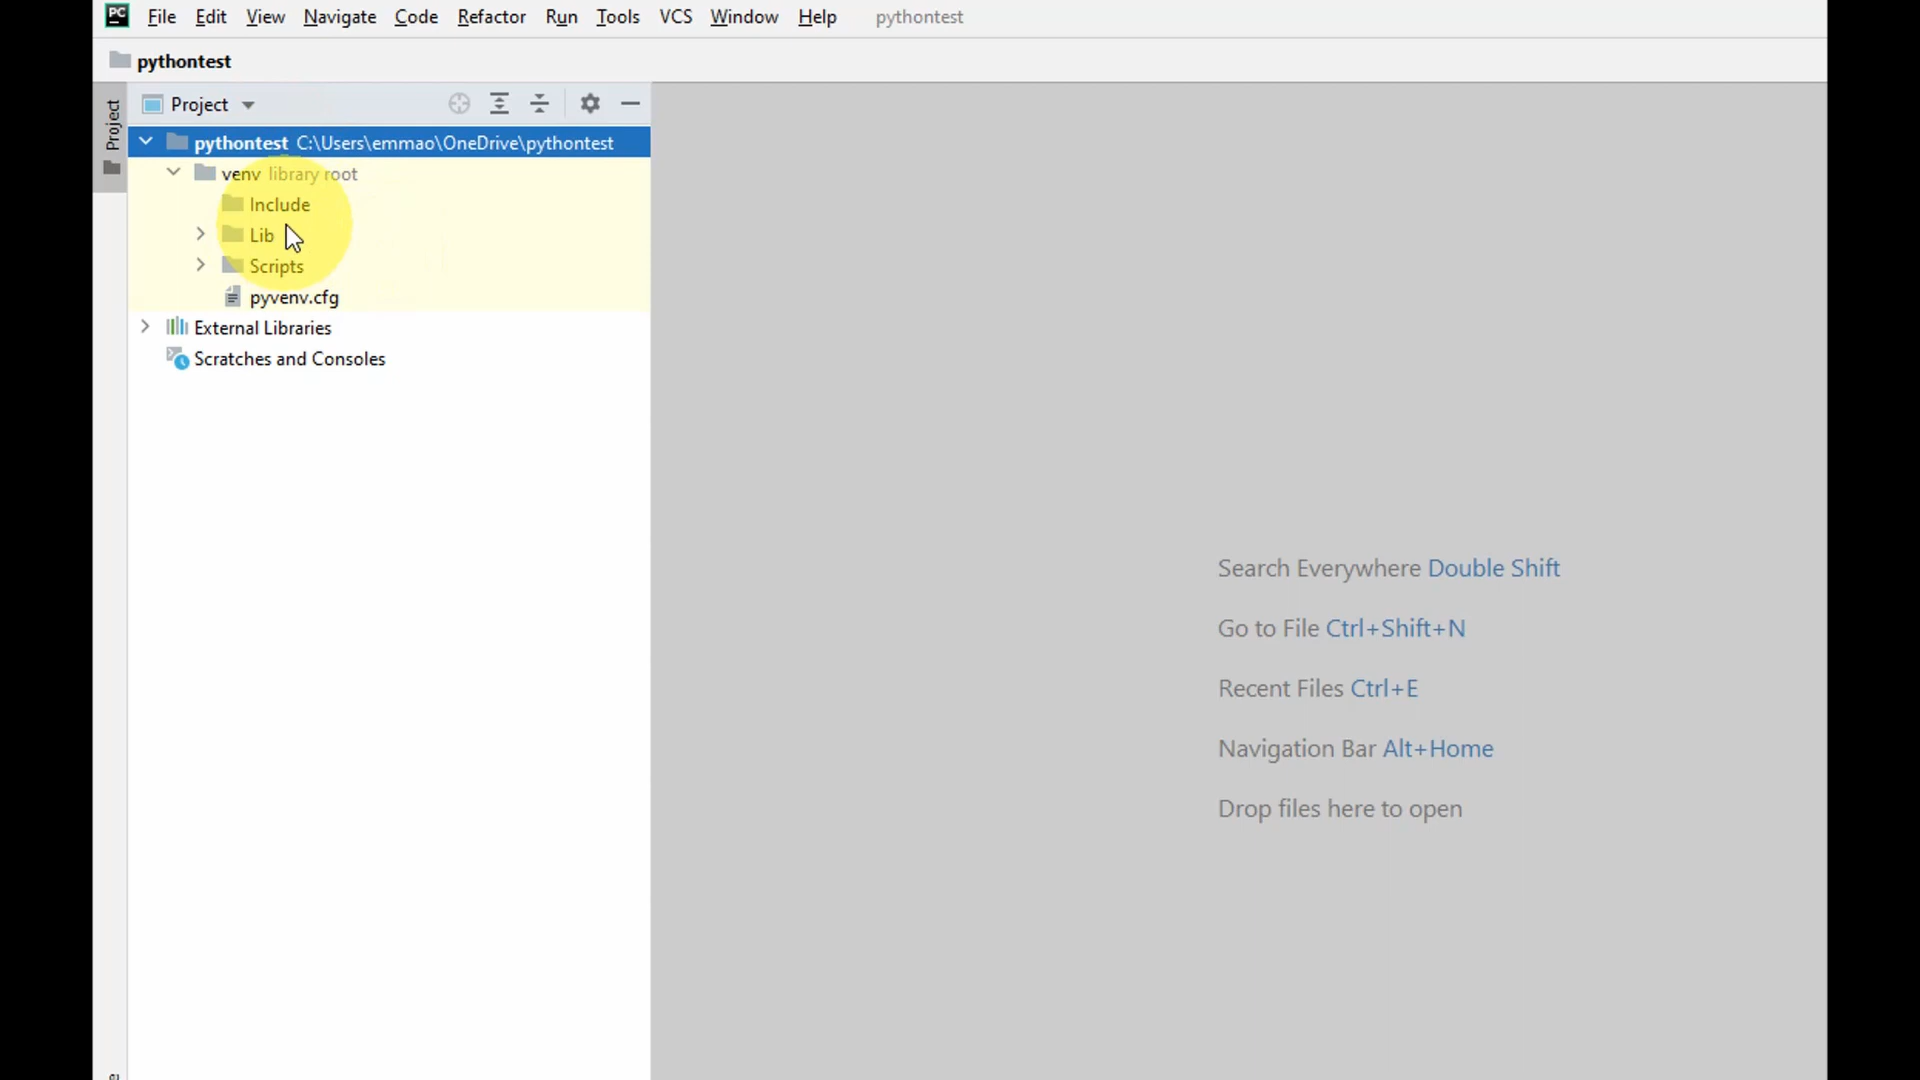 PC File Edit View Navigate Code Refactor Run Tools VCS Window Help pythontest
pythontest
Project
Project
pythontest C:\Users\emmao\OneDrive\pythontest
venv library root
Include
Lib
Scripts
pyvenv.cfg
External Libraries
Scratches and Consoles
Search Everywhere Double Shift
Go to File Ctrl+Shift+N
Recent Files Ctrl+E
Navigation Bar Alt+Home
Drop files here to open